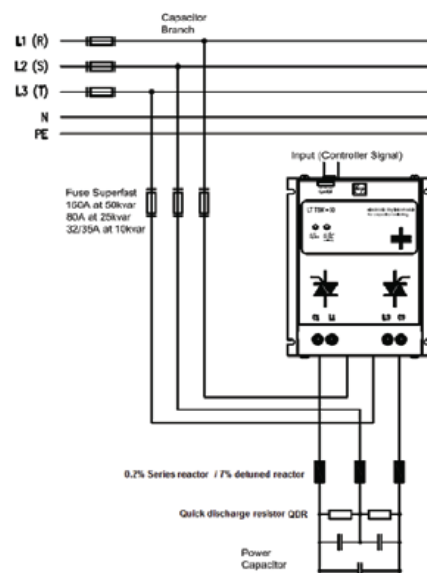 Capacitor
Branch
L1 (R)
L2 (S)
L3 (T)
N
PE
Input (Controller Signal)
Fuse Superfast
160A at 50kvar
80A at 25kvar
32/35A at 10kvar
0.2% Series reactor / 7% detuned reactor
Quick discharge resistor QDR
Power
Capacitor